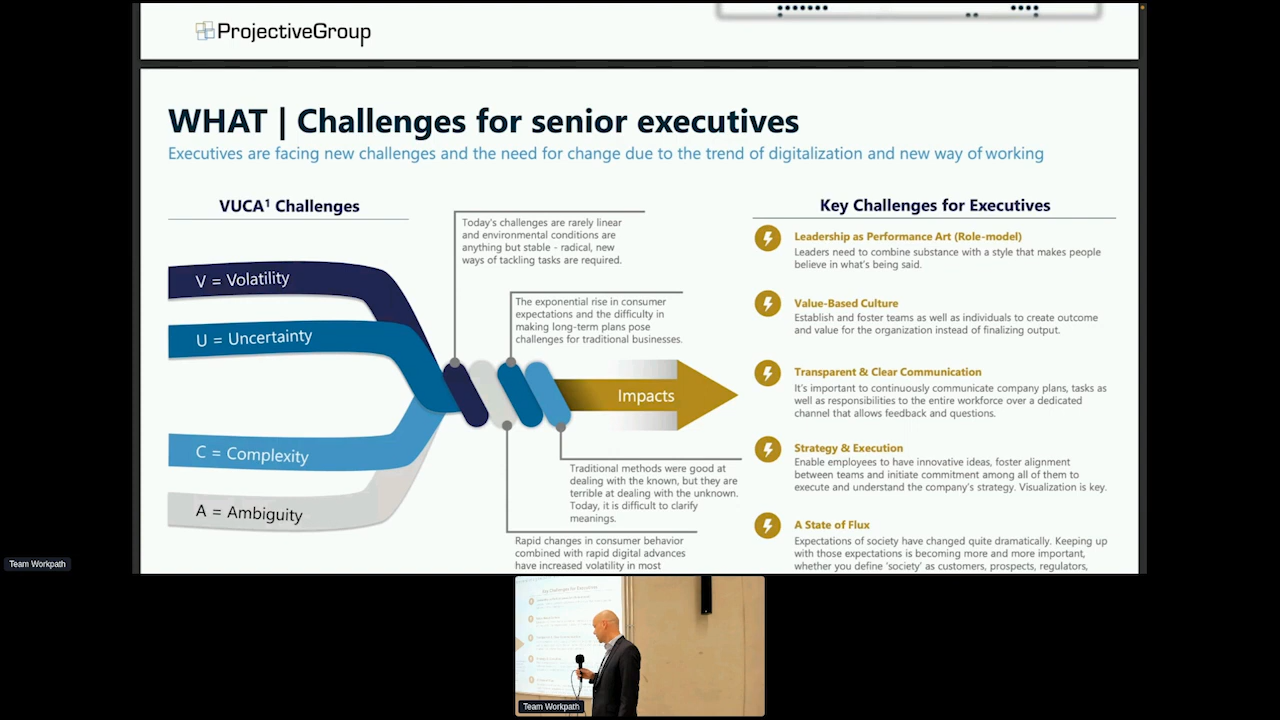 ProjectiveGroup
WHAT | Challenges for senior executives
Executives are facing new challenges and the need for change due to the trend of digitalization and new way of working
VUCA¹ Challenges
V = Volatility
U = Uncertainty
C = Complexity
A = Ambiguity
Today's challenges are rarely linear
and environmental conditions are
anything but stable - radical, new
ways of tackling tasks are required.
The exponential rise in consumer
expectations and the difficulty in
making long-term plans pose
challenges for traditional businesses.
Impacts
Traditional methods were good at
dealing with the known, but they are
terrible at dealing with the unknown.
Today, it is difficult to clarify
meanings.
Rapid changes in consumer behavior
combined with rapid digital advances
have increased volatility in most
Key Challenges for Executives
Leadership as Performance Art (Role-model)
Leaders need to combine substance with a style that makes people
believe in what's being said.
Value-Based Culture
Establish and foster teams as well as individuals to create outcome
and value for the organization instead of finalizing output.
Transparent & Clear Communication
It's important to continuously communicate company plans, tasks as
well as responsibilities to the entire workforce over a dedicated
channel that allows feedback and questions.
Strategy & Execution
Enable employees to have innovative ideas, foster alignment
between teams and initiate commitment among all of them to
execute and understand the company's strategy. Visualization is key.
A State of Flux
Expectations of society have changed quite dramatically. Keeping up
with those expectations is becoming more and more important,
whether you define 'society' as customers, prospects, regulators,
Team Workpath
Team Workpath